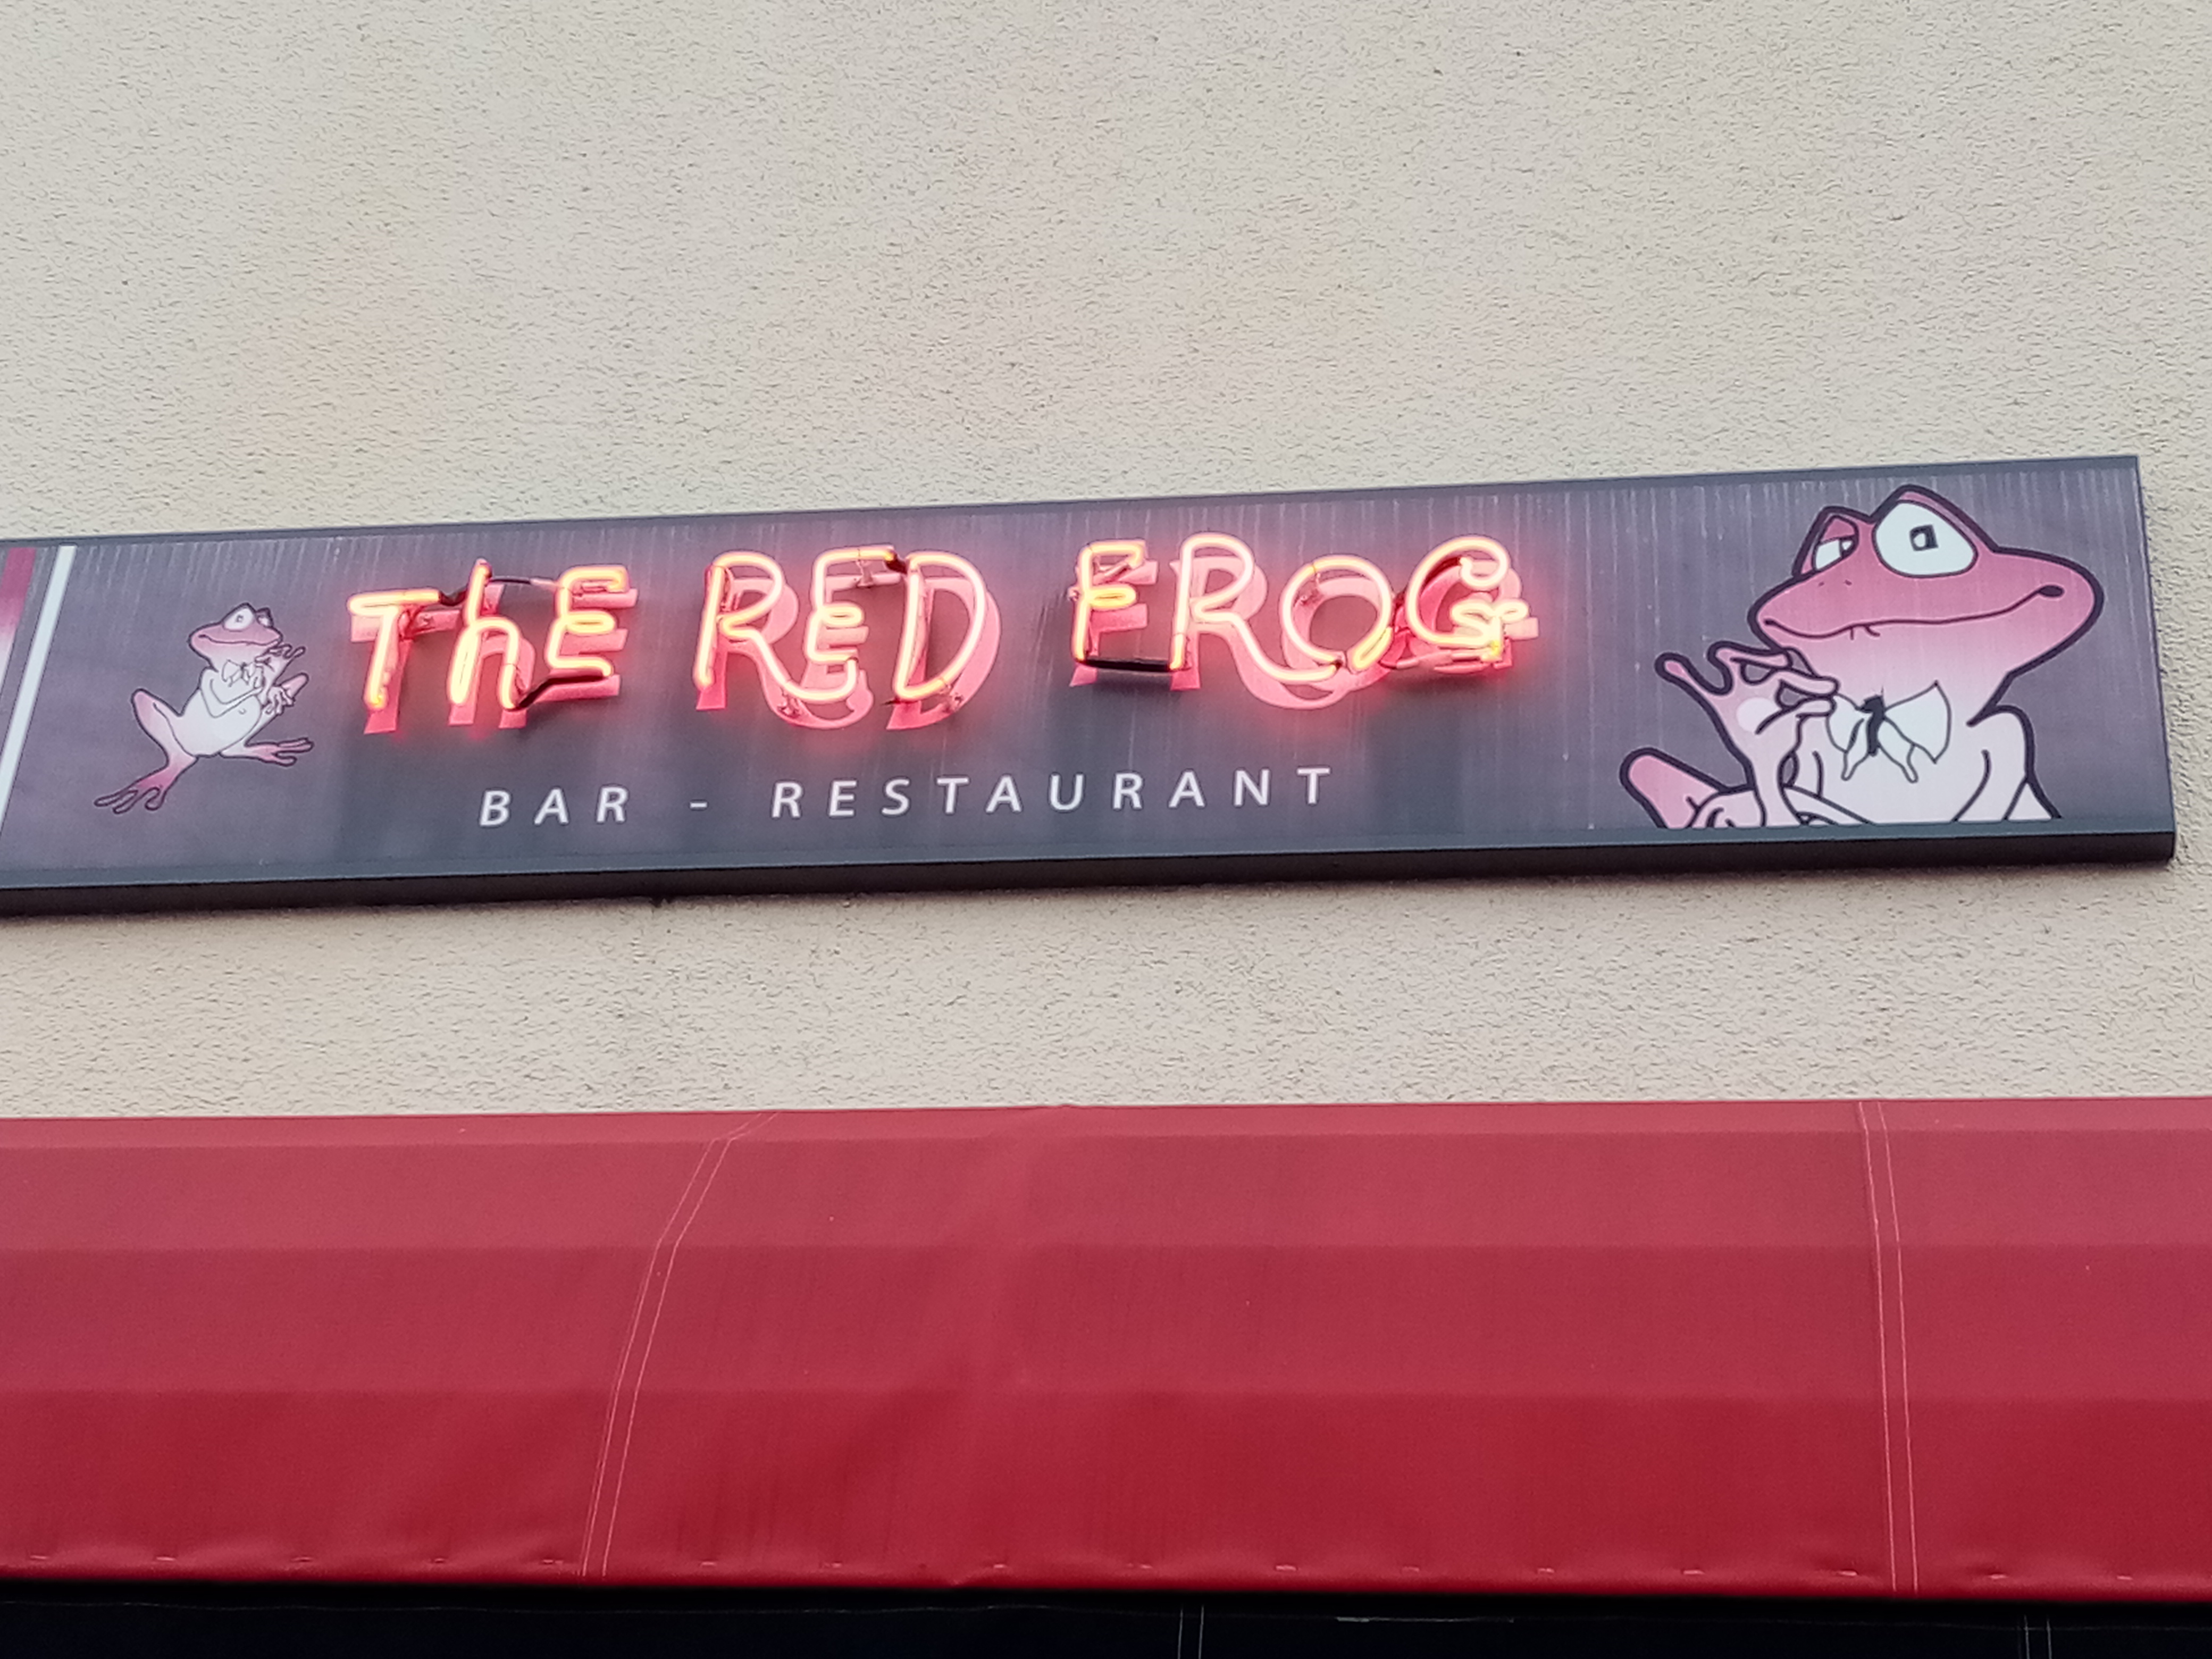 ThE RED FROG
BAR - RESTAURANT